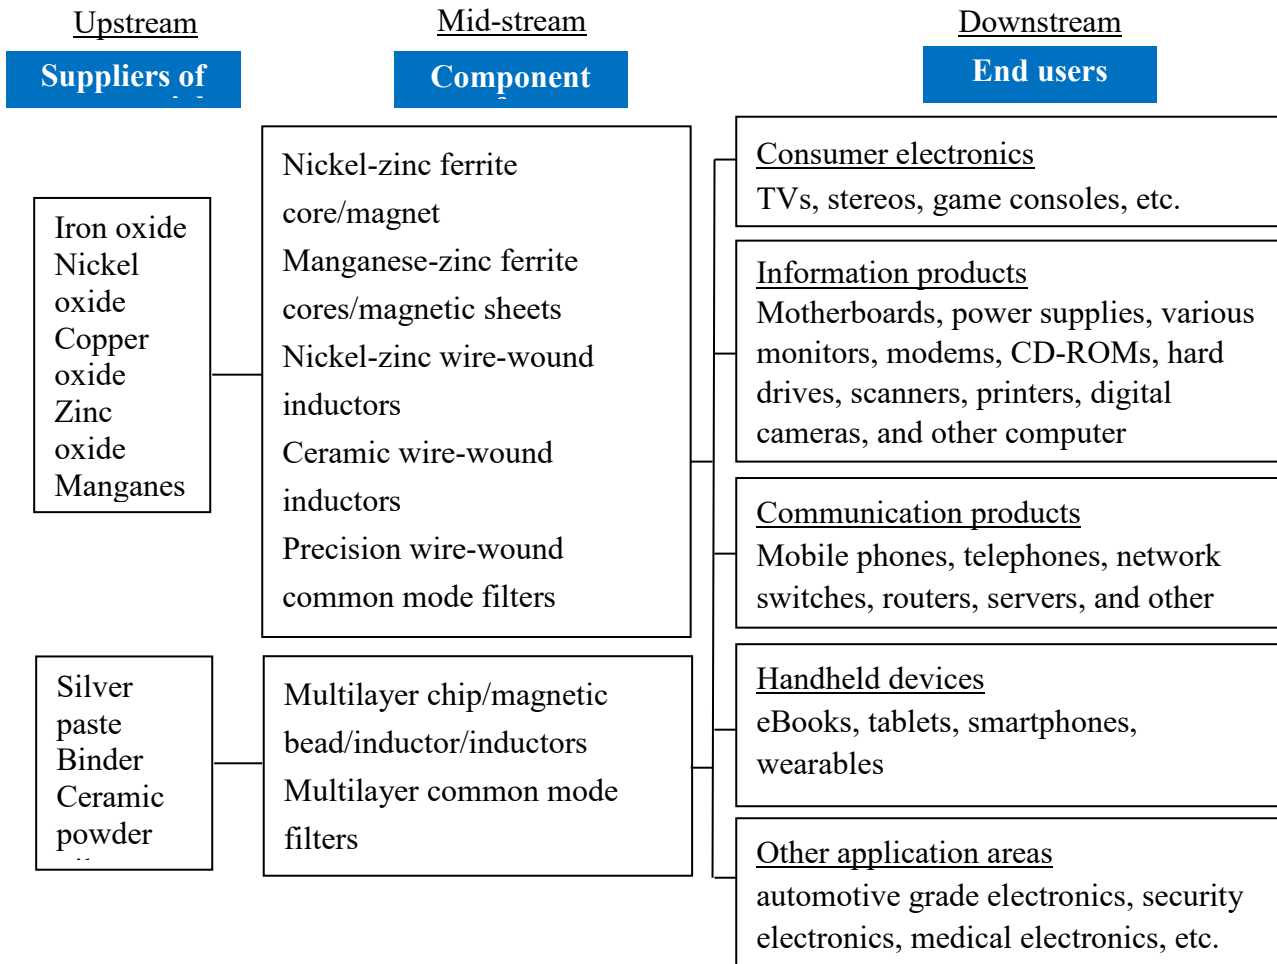 Upstream
Mid-stream
Downstream
Suppliers of
Component
End users
Iron oxide
Nickel
oxide
Copper
oxide
Zinc
oxide
Manganes
Silver
paste
Binder
Ceramic
powder
Nickel-zinc ferrite
core/magnet
Manganese-zinc ferrite
cores/magnetic sheets
Nickel-zinc wire-wound
inductors
Ceramic wire-wound
inductors
Precision wire-wound
common mode filters
Multilayer chip/magnetic
bead/inductor/inductors
Multilayer common mode
filters
Consumer electronics
TVs, stereos, game consoles, etc.
Information products
Motherboards, power supplies, various
monitors, modems, CD-ROMs, hard
drives, scanners, printers, digital
cameras, and other computer
Communication products
Mobile phones, telephones, network
switches, routers, servers, and other
Handheld devices
eBooks, tablets, smartphones,
wearables
Other application areas
automotive grade electronics, security
electronics, medical electronics, etc.